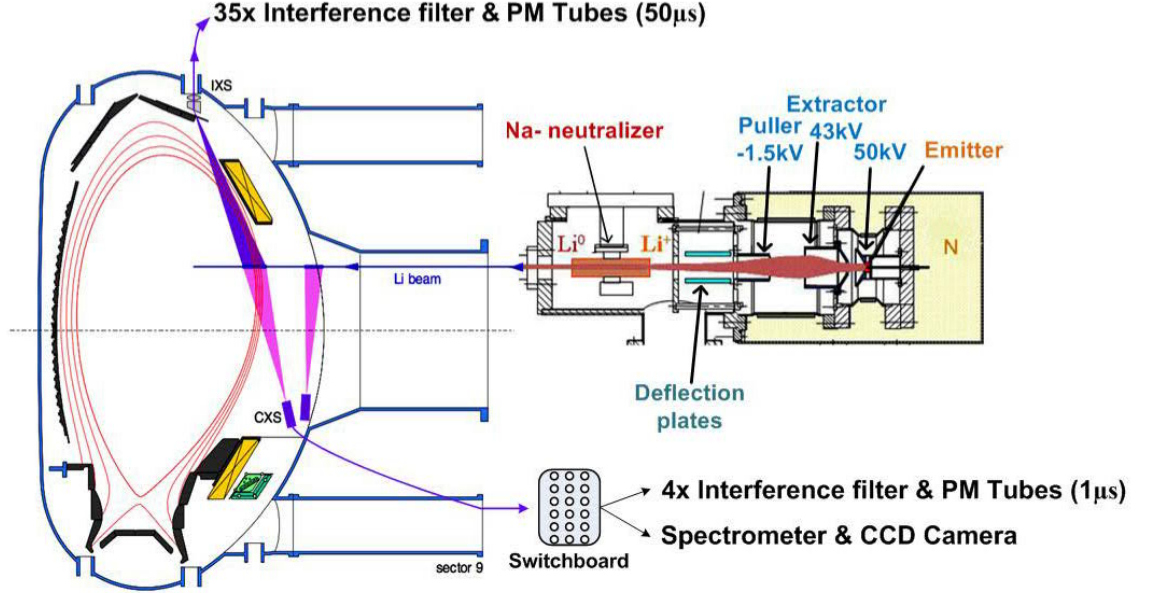 35x Interference filter & PM Tubes (50µs)
IXS
Extractor
Puller 43kV
-1.5kV
50kV
Emitter
Na- neutralizer
Li⁰
Li⁺
N
Li beam
Deflection
plates
CXS
4x Interference filter & PM Tubes (1µs)
Spectrometer & CCD Camera
Switchboard
sector 9